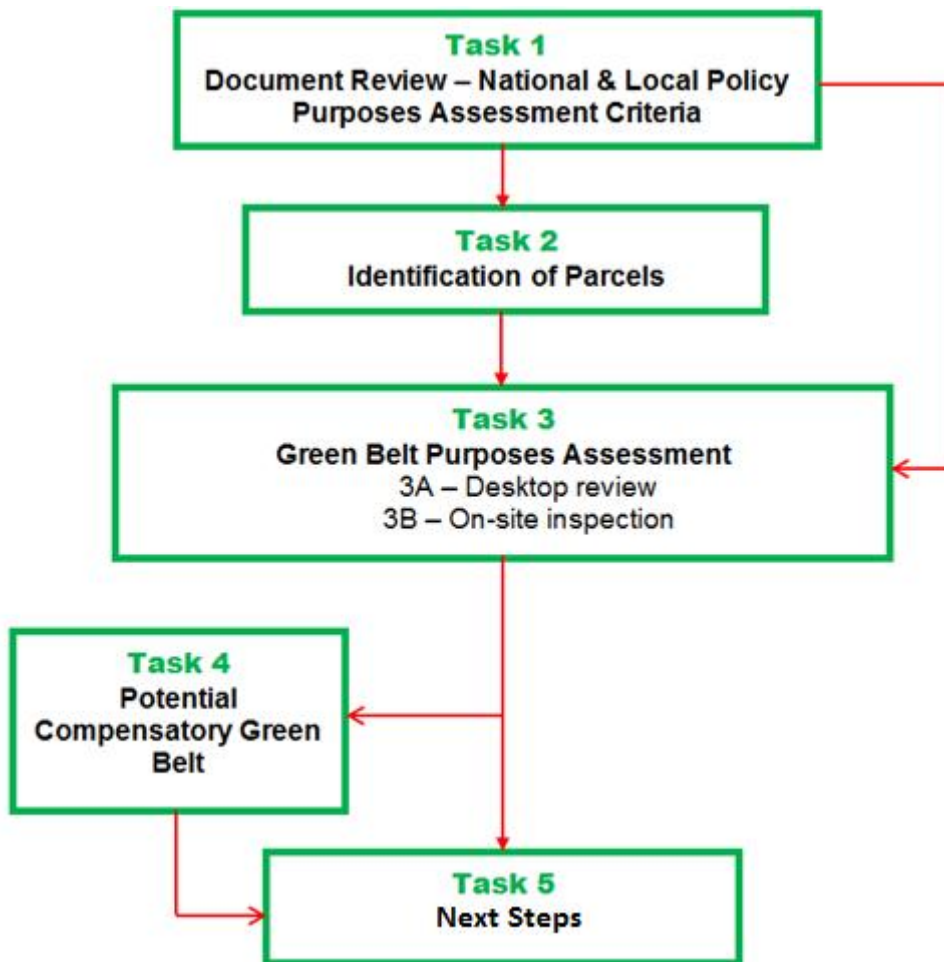 Task 1
Document Review – National & Local Policy
Purposes Assessment Criteria
Task 2
Identification of Parcels
Task 3
Green Belt Purposes Assessment
3A – Desktop review
3B – On-site inspection
Task 4
Potential
Compensatory Green
Belt
Task 5
Next Steps